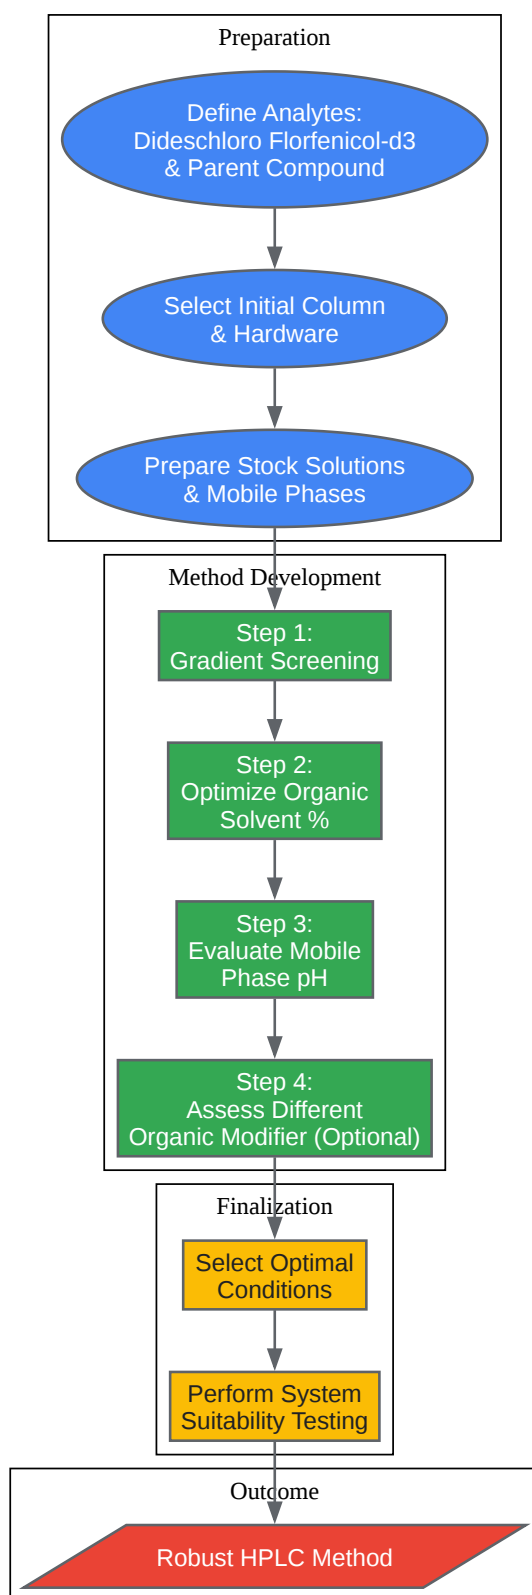 Preparation
Define Analytes:
Dideschloro Florfenicol-d3
& Parent Compound
Select Initial Column
& Hardware
Prepare Stock Solutions
& Mobile Phases
Method Development
Step 1:
Gradient Screening
Step 2:
Optimize Organic
Solvent %
Step 3:
Evaluate Mobile
Phase pH
Step 4:
Assess Different
Organic Modifier (Optional)
Finalization
Select Optimal
Conditions
Perform System
Suitability Testing
Outcome
Robust HPLC Method